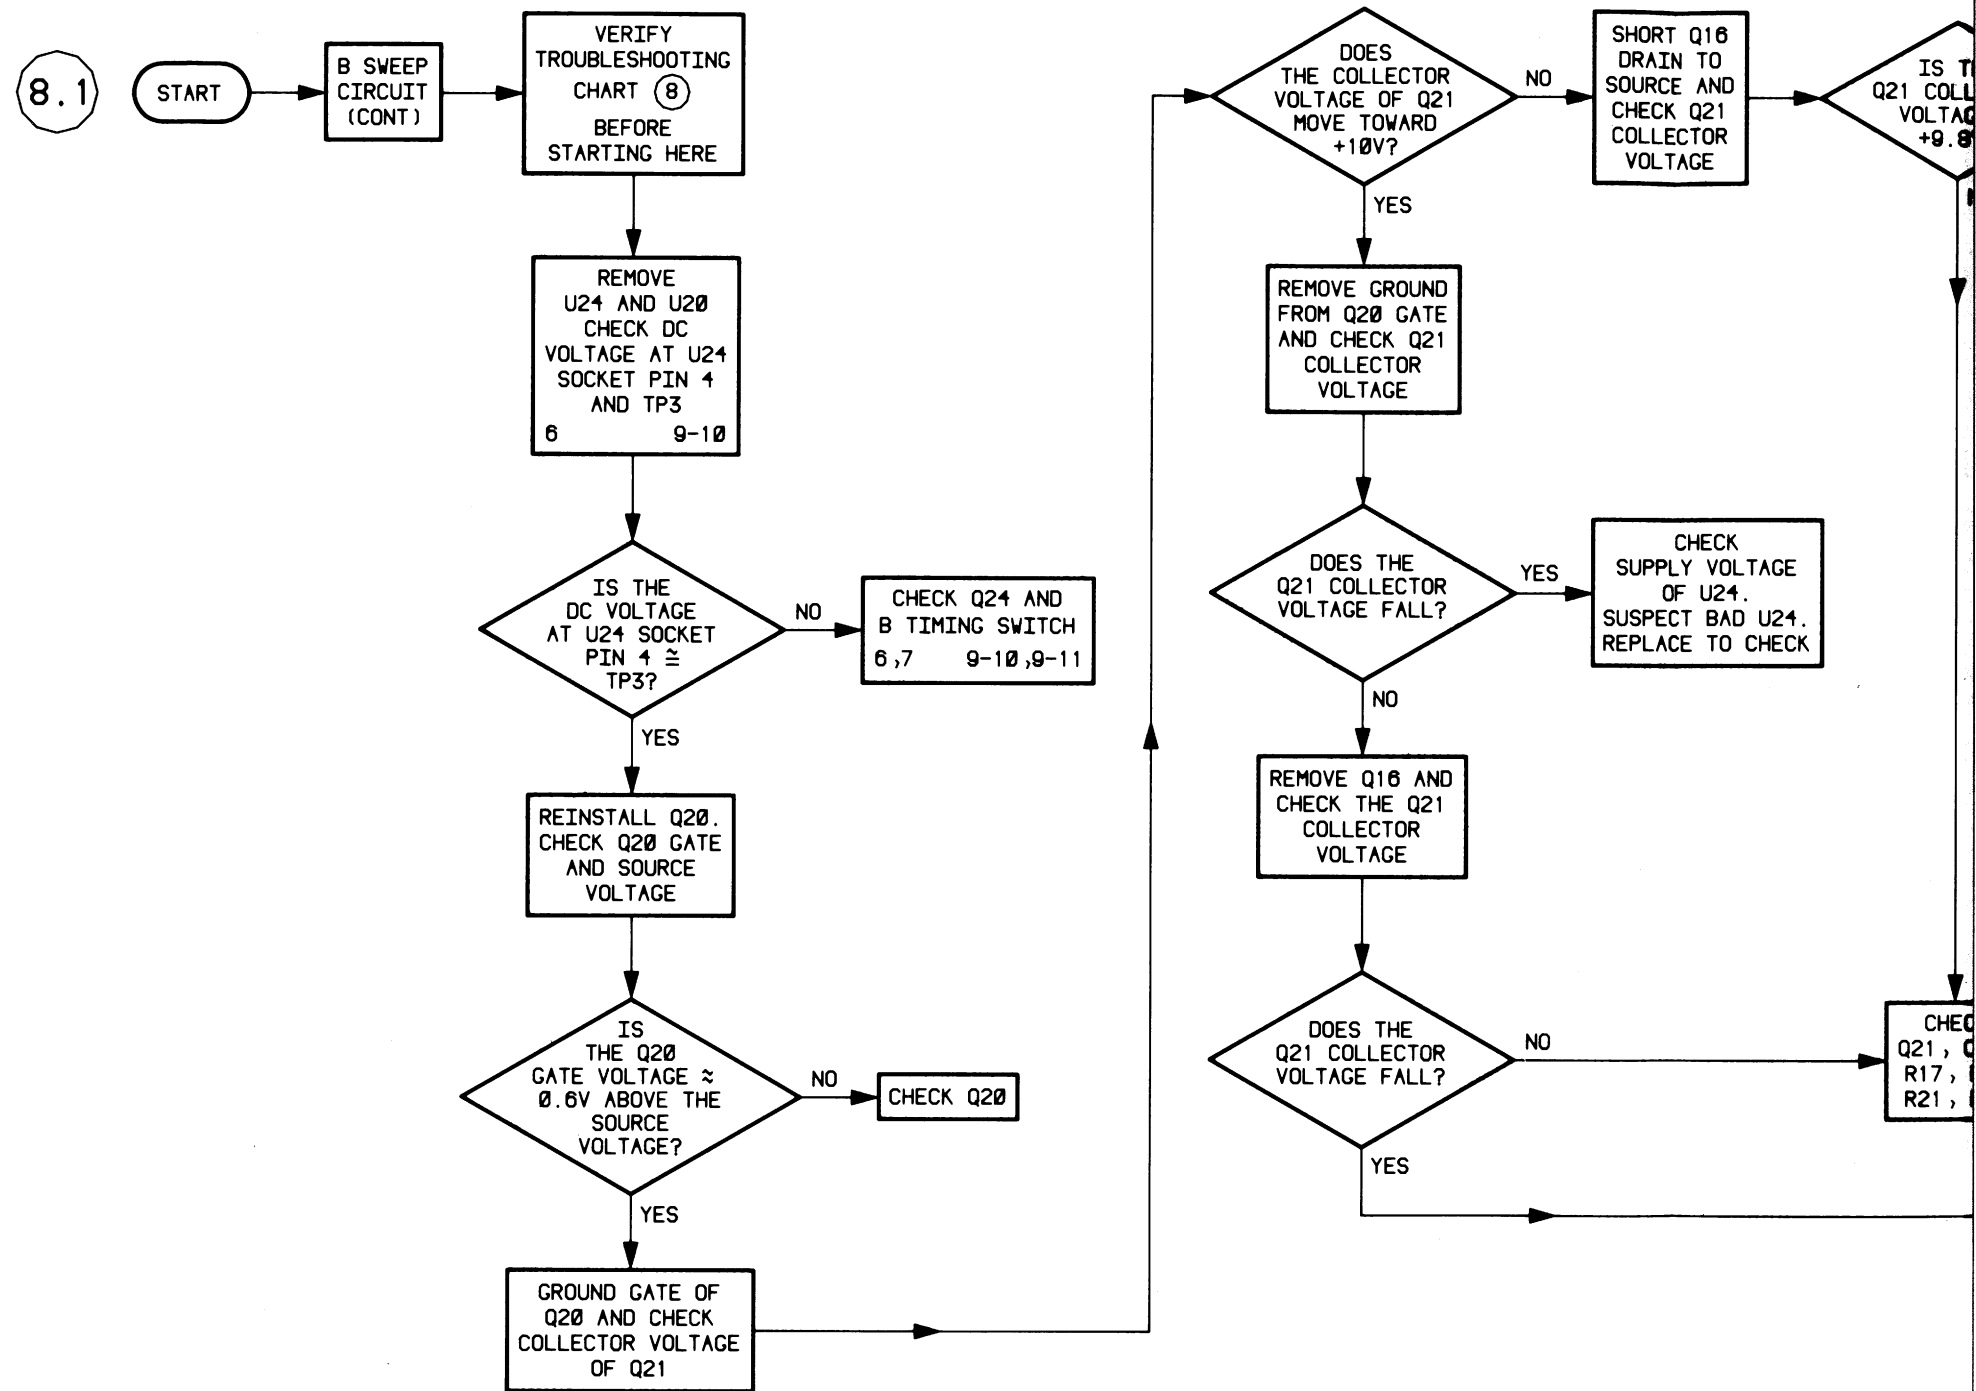 8.1
START
B SWEEP
CIRCUIT
(CONT)
VERIFY
TROUBLESHOOTING
CHART 8
BEFORE
STARTING HERE
REMOVE
U24 AND U20
CHECK DC
VOLTAGE AT U24
SOCKET PIN 4
AND TP3
6 9-10
IS THE
DC VOLTAGE
AT U24 SOCKET
PIN 4 ≅
TP3?
NO
CHECK Q24 AND
B TIMING SWITCH
6,7 9-10,9-11
YES
REINSTALL Q20.
CHECK Q20 GATE
AND SOURCE
VOLTAGE
IS
THE Q20
GATE VOLTAGE ≈
0.6V ABOVE THE
SOURCE
VOLTAGE?
NO
CHECK Q20
YES
GROUND GATE OF
Q20 AND CHECK
COLLECTOR VOLTAGE
OF Q21
DOES
THE COLLECTOR
VOLTAGE OF Q21
MOVE TOWARD
+10V?
NO
SHORT Q16
DRAIN TO
SOURCE AND
CHECK Q21
COLLECTOR
VOLTAGE
IS
Q21
+9.8
YES
REMOVE GROUND
FROM Q20 GATE
AND CHECK Q21
COLLECTOR
VOLTAGE
DOES THE
Q21 COLLECTOR
VOLTAGE FALL?
YES
CHECK
SUPPLY VOLTAGE
OF U24.
SUSPECT BAD U24.
REPLACE TO CHECK
NO
REMOVE Q16 AND
CHECK THE Q21
COLLECTOR
VOLTAGE
DOES THE
Q21 COLLECTOR
VOLTAGE FALL?
NO
Q21,
R17,
R21,
YES